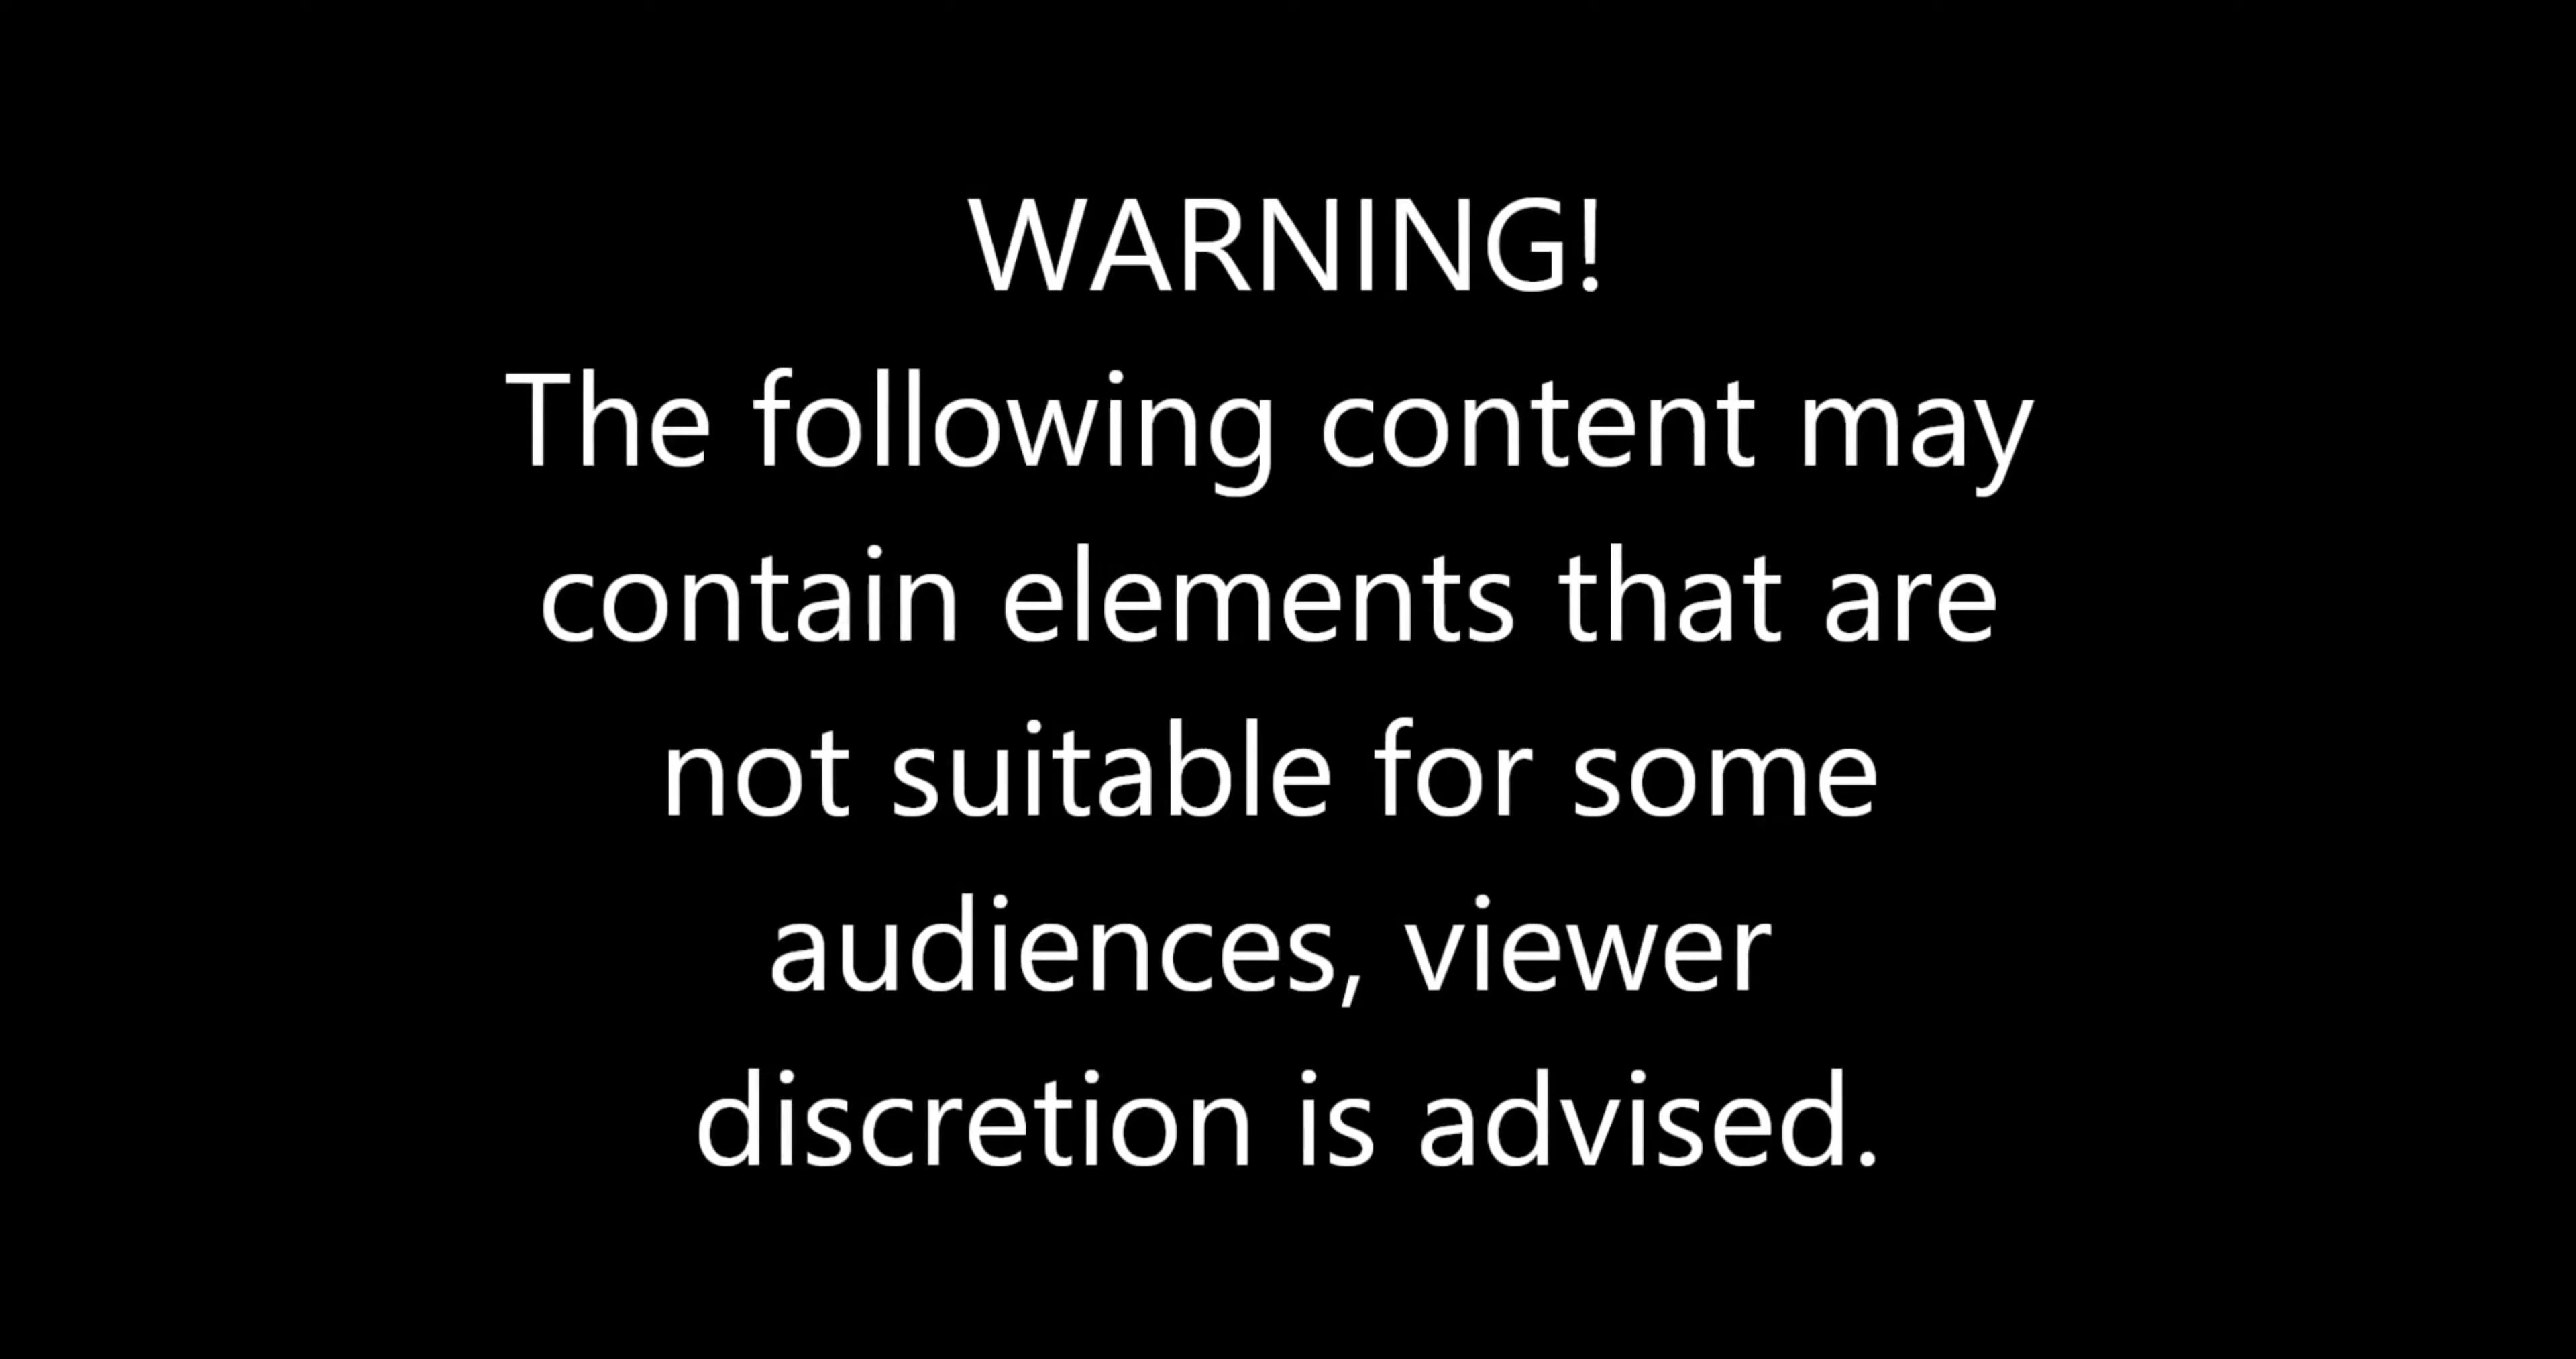 WARNING!
The following content may
contain elements that are
not suitable for some
audiences, viewer
discretion is advised.